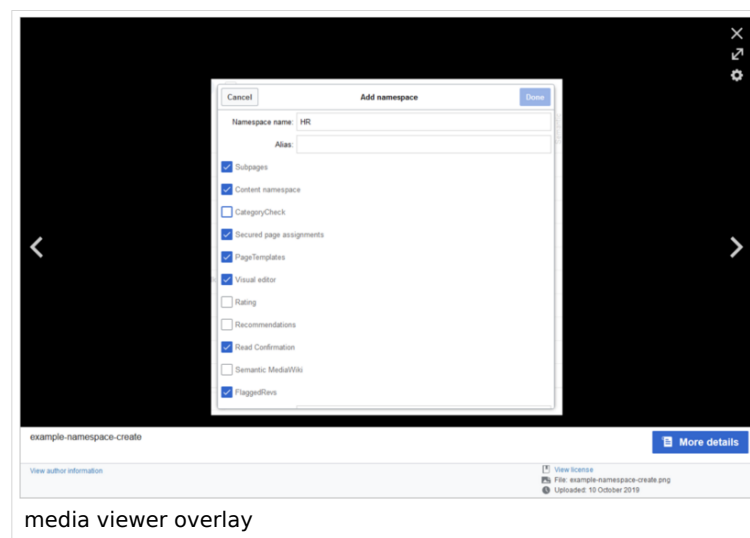 Cancel Add namespace Done
Namespace name: HR
Alias:
Subpages
Content namespace
CategoryCheck
Secured page assignments
PageTemplates
Visual editor
Rating
Recommendations
Read Confirmation
Semantic MediaWiki
FlaggedRevs
example-namespace-create
More details
View author information
View license
File: example-namespace-create.png
Uploaded: 10 October 2019
media viewer overlay